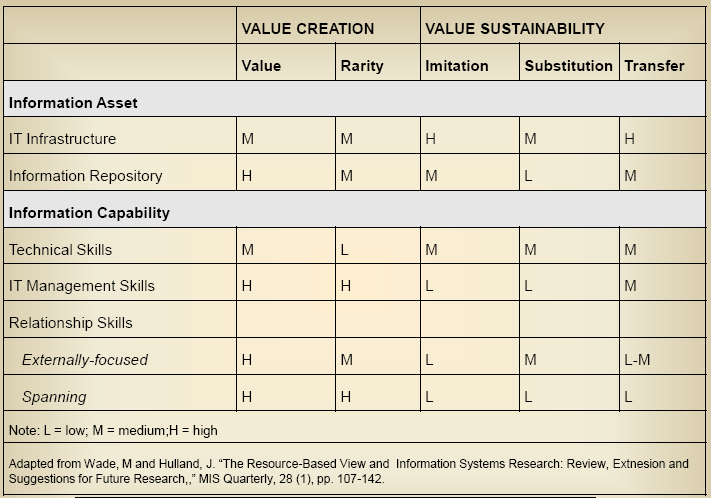 VALUE CREATION VALUE SUSTAINABILITY
Value Rarity Imitation Substitution Transfer
Information Asset
IT Infrastructure M M H M H
Information Repository H M M L M
Information Capability
Technical Skills M L M M M
IT Management Skills H H L L M
Relationship Skills
Externally-focused H M L M L-M
Spanning H H L L L
Note: L = low; M = medium;H = high
Adapted from Wade, M and Hulland, J. “The Resource-Based View and Information Systems Research: Review, Extnesion and
Suggestions for Future Research,,” MIS Quarterly, 28 (1), pp. 107-142.